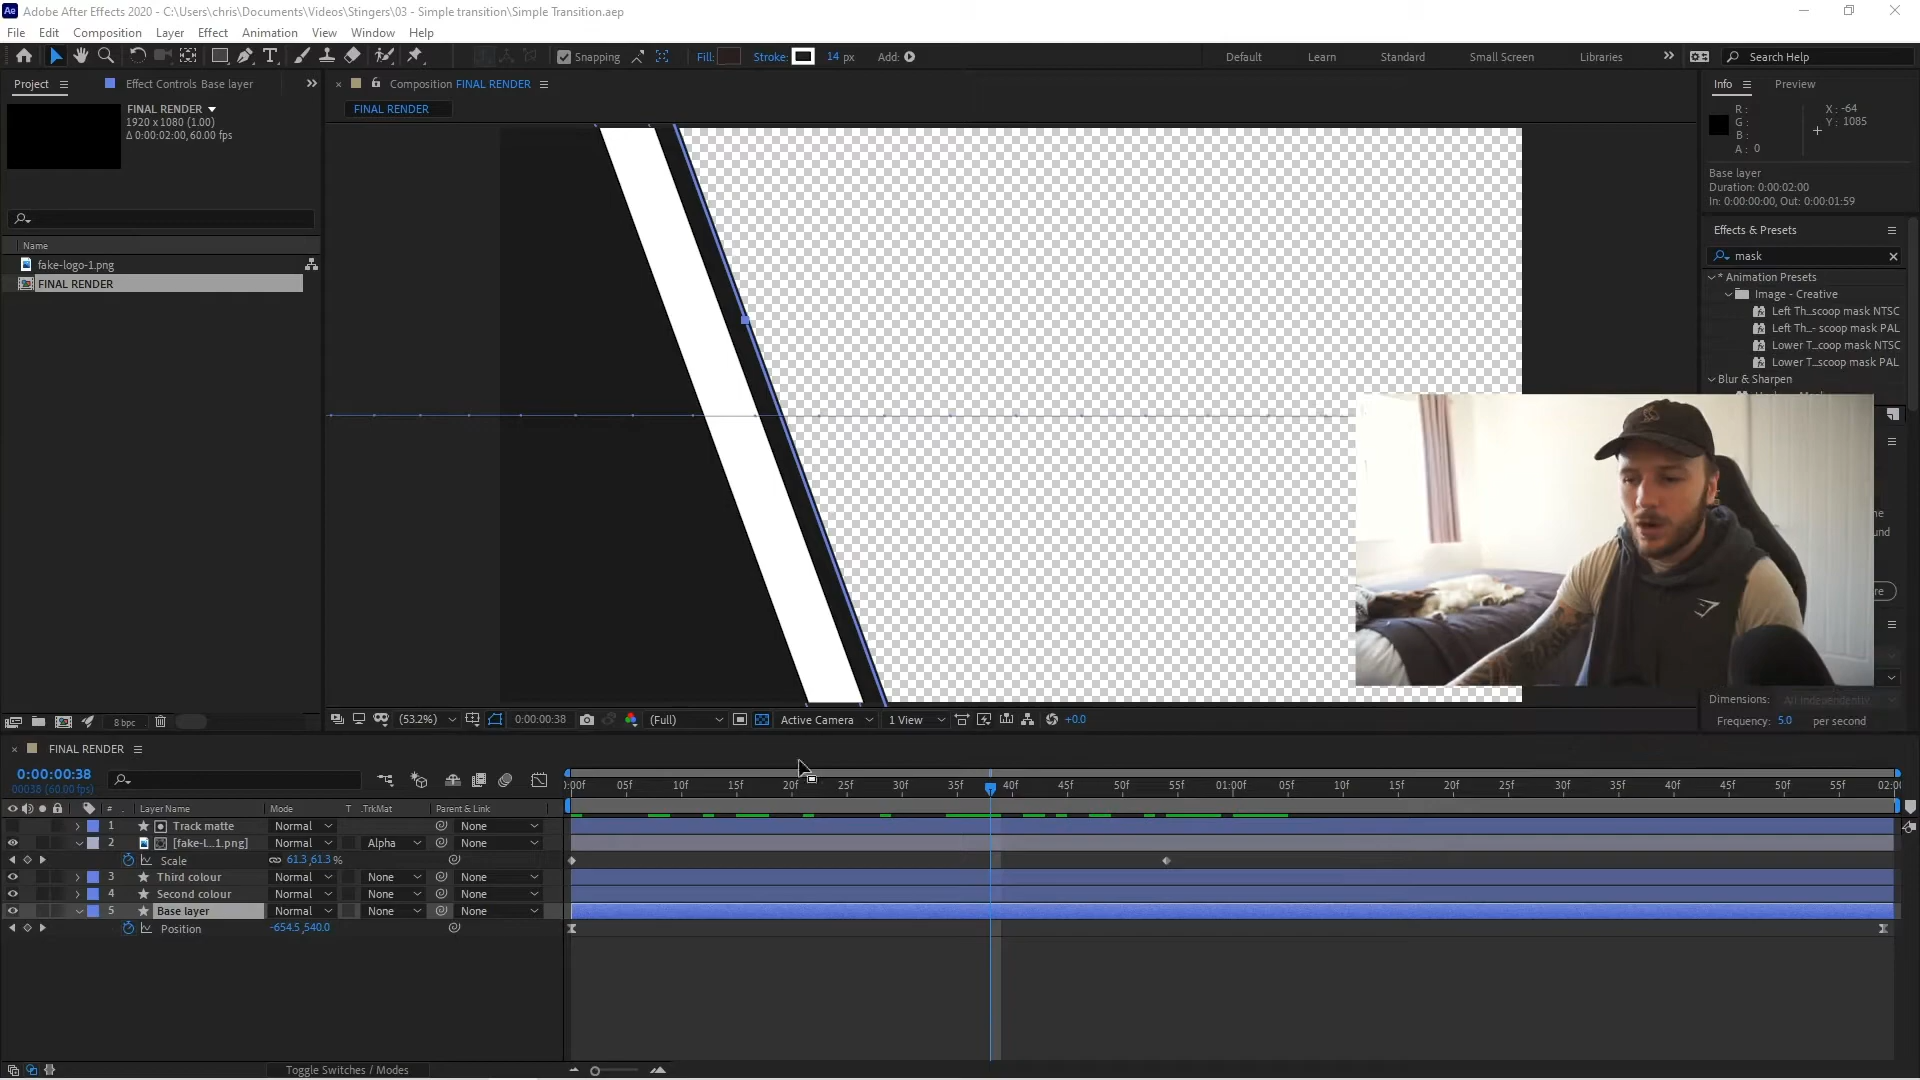 Ae Adobe After Effects 2020 - C:\Users\chris\Documents\Videos\Stingers\03 - Simple transition\Simple Transition.aep
File Edit Composition Layer Effect Animation View Window Help
Snapping Fill: Stroke: 14 px Add: Default Learn Standard Small Screen Libraries Search Help
Project Effect Controls Base layer
Composition FINAL RENDER
Info Preview
FINAL RENDER
1920 x 1080 (1.00)
Δ 0:00:02:00, 60.00 fps
FINAL RENDER
R : X : -64
G : Y : 1085
B :
A : 0
Base layer
Duration: 0:00:02:00
In: 0:00:00:00, Out: 0:00:01:59
Name
fake-logo-1.png
FINAL RENDER
Effects & Presets
mask
* Animation Presets
Image - Creative
Left Th...scoop mask NTSC
Left Th...- scoop mask PAL
Lower T...coop mask NTSC
Lower T...scoop mask PAL
Blur & Sharpen
Dimensions: All Independently
Frequency: 5.0 per second
8 bpc
(53.2%) 0:00:00:38 (Full) Active Camera 1 View +0.0
FINAL RENDER
0:00:00:38
00038 (60.00 fps)
:00f 05f 10f 15f 20f 25f 30f 35f 40f 45f 50f 55f 01:00f 05f 10f 15f 20f 25f 30f 35f 40f 45f 50f 55f 02:0
# Layer Name Mode T .TrkMat Parent & Link
1 Track matte Normal None
2 [fake-l...1.png] Normal Alpha None
Scale 61.3,61.3 %
3 Third colour Normal None None
4 Second colour Normal None None
5 Base layer Normal None None
Position -654.5,540.0
Toggle Switches / Modes